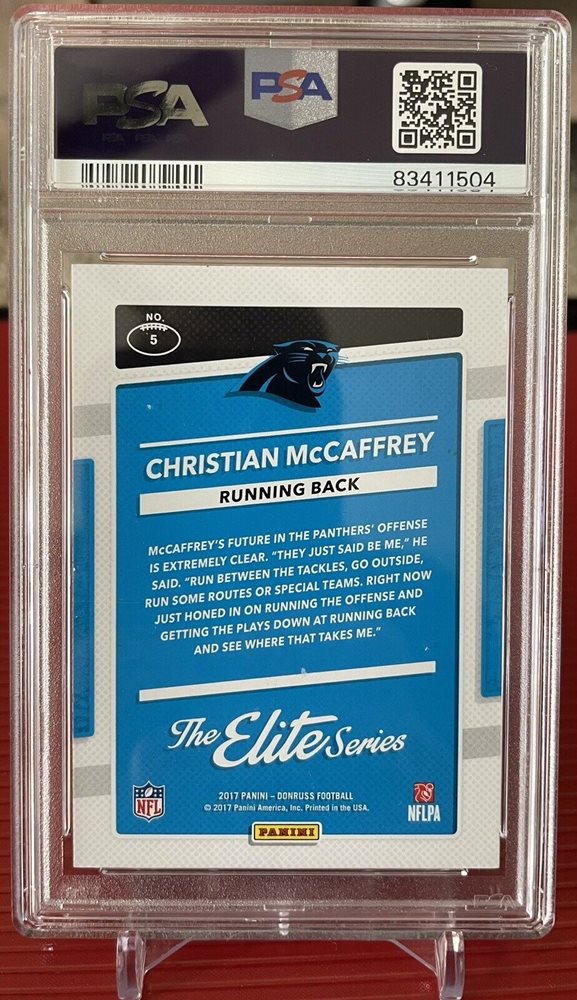 PSA
PSA
PSA PSA PSA
83411504
NO.
5
CHRISTIAN McCAFFREY
RUNNING BACK
McCAFFREY'S FUTURE IN THE PANTHERS' OFFENSE
IS EXTREMELY CLEAR. "THEY JUST SAID BE ME," HE
SAID. "RUN BETWEEN THE TACKLES, GO OUTSIDE,
RUN SOME ROUTES OR SPECIAL TEAMS. RIGHT NOW
JUST HONED IN ON RUNNING THE OFFENSE AND
GETTING THE PLAYS DOWN AT RUNNING BACK
AND SEE WHERE THAT TAKES ME."
The Elite Series
NFL
2017 PANINI – DONRUSS FOOTBALL
© 2017 Panini America, Inc. Printed in the USA.
NFLPA
PANINI
PSA